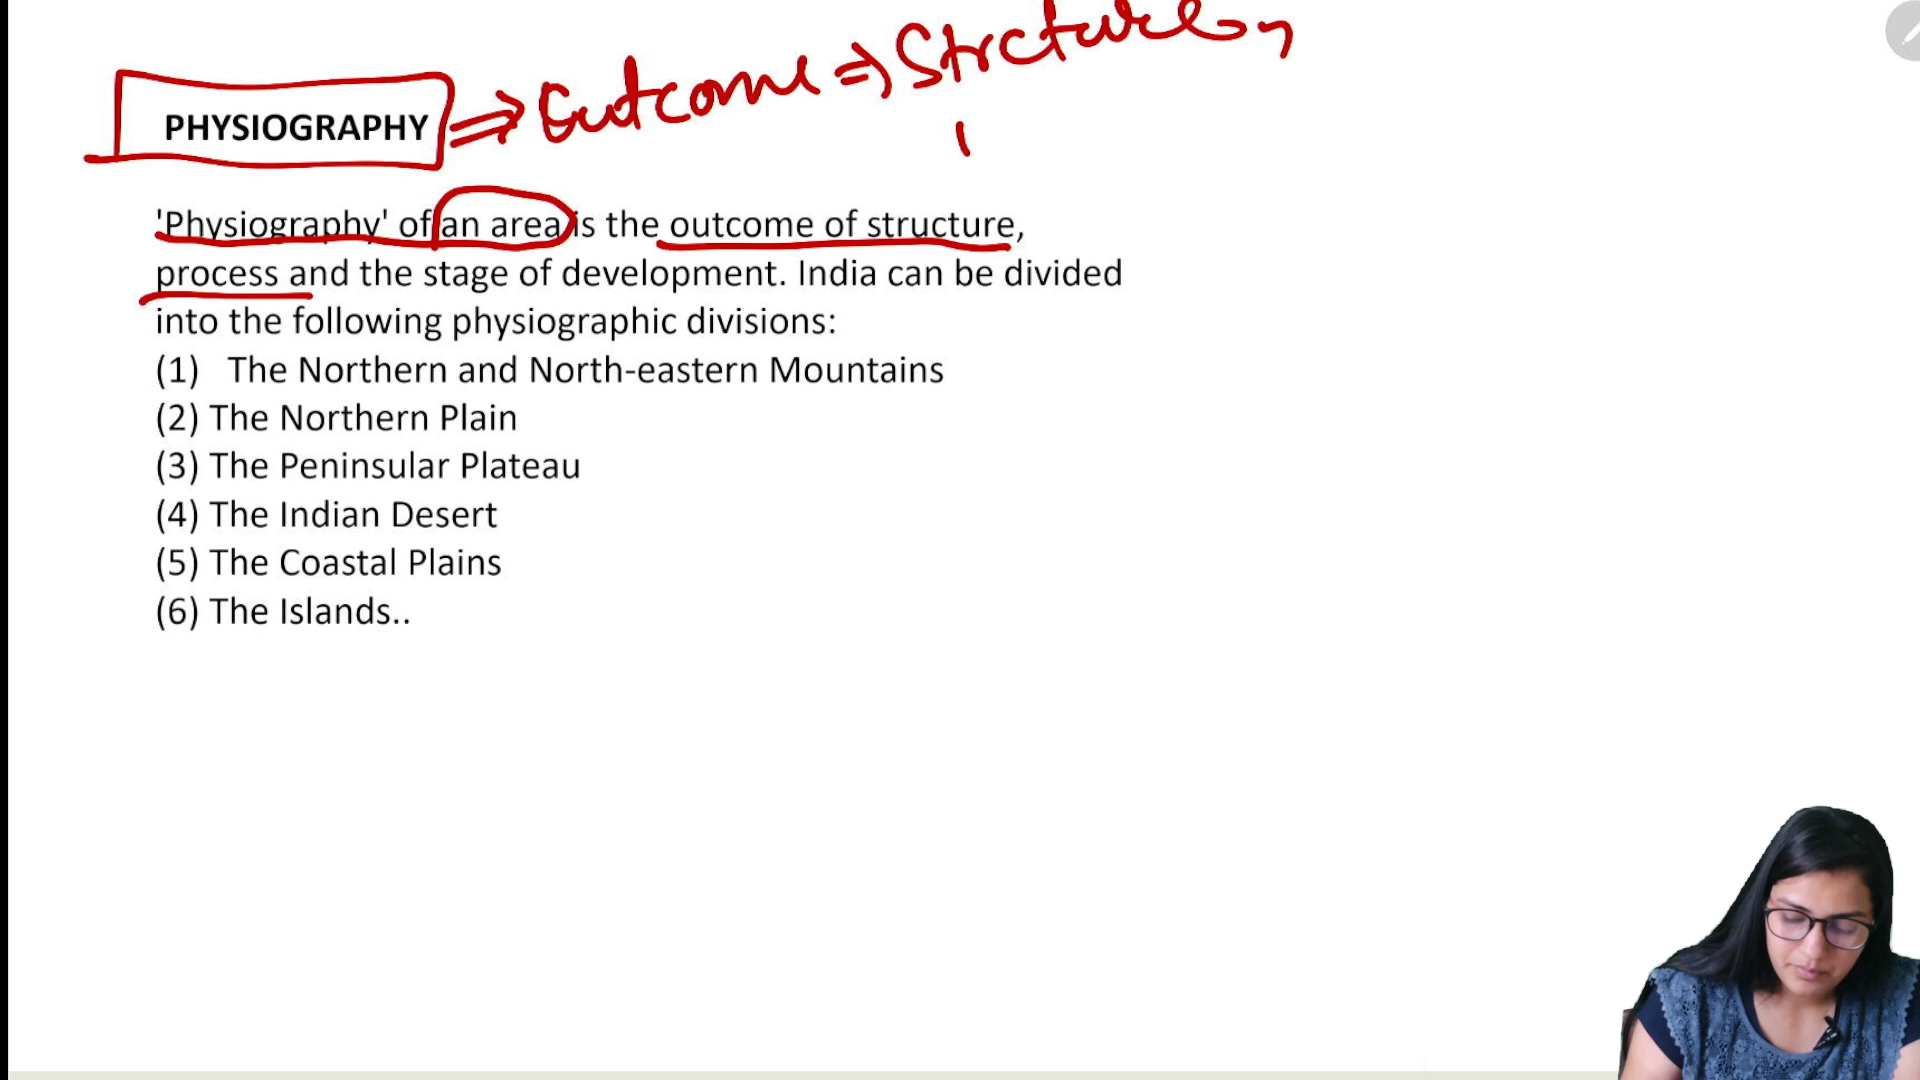 PHYSIOGRAPHY ⇒ Outcome ⇒ Strcture,
'Physiography' of an area is the outcome of structure,
process and the stage of development. India can be divided
into the following physiographic divisions:
(1) The Northern and North-eastern Mountains
(2) The Northern Plain
(3) The Peninsular Plateau
(4) The Indian Desert
(5) The Coastal Plains
(6) The Islands..